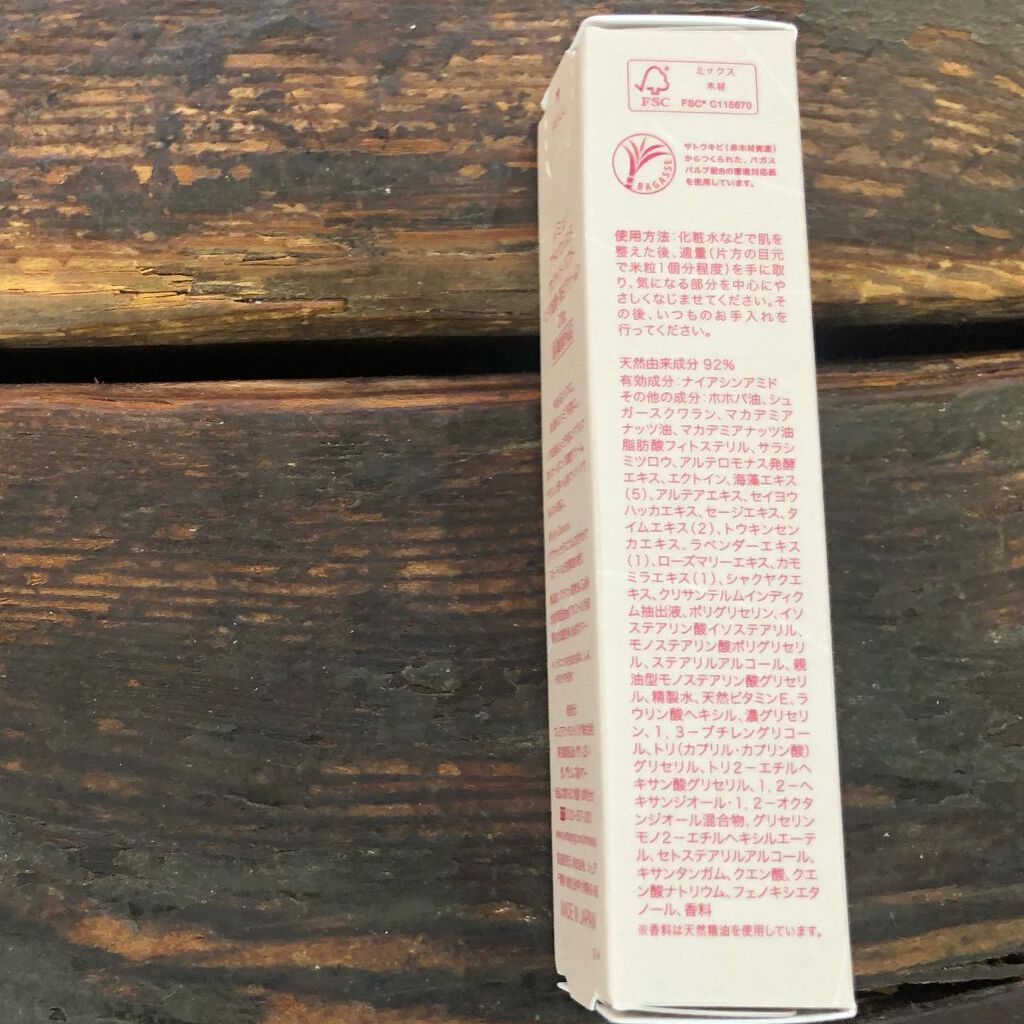 ミックス
木材
FSC
FSC® C115670
BAGASSE
サトウキビ(非木材資源)
からつくられた、バガス
パルプ配合の環境対応紙
を使用しています。
使用方法:化粧水などで肌を
整えた後、適量(片方の目元
で米粒1個分程度)を手に取
り、気になる部分を中心にや
さしくなじませてください。そ
の後、いつものお手入れを
行ってください。
天然由来成分 92%
有効成分:ナイアシンアミド
その他の成分:ホホバ油、シュ
ガースクワラン、マカデミア
ナッツ油、マカデミアナッツ油
脂肪酸フィトステリル、サラシ
ミツロウ、アルテロモナス発酵
エキス、エクトイン、海藻エキス
(5)、アルテアエキス、セイヨウ
ハッカエキス、セージエキス、タ
イムエキス(2)、トウキンセン
カエキス、ラベンダーエキス
(1)、ローズマリーエキス、カモ
ミラエキス(1)、シャクヤクエ
キス、クリサンテルムインディク
ム抽出液、ポリグリセリン、イソ
ステアリン酸イソステアリル、
モノステアリン酸ポリグリセリ
ル、ステアリルアルコール、親
油型モノステアリン酸グリセリ
ル、精製水、天然ビタミンE、ラ
ウリン酸ヘキシル、濃グリセリ
ン、1,3-ブチレングリコー
ル、トリ(カプリル・カプリン酸)
グリセリル、トリ2-エチルヘ
キサン酸グリセリル、1,2-ヘ
キサンジオール・1,2-オクタ
ンジオール混合物、グリセリン
モノ2-エチルヘキシルエーテ
ル、セトステアリルアルコール、
キサンタンガム、クエン酸、クエ
ン酸ナトリウム、フェノキシエタ
ノール、香料
※香料は天然精油を使用しています。
MADE IN JAPAN